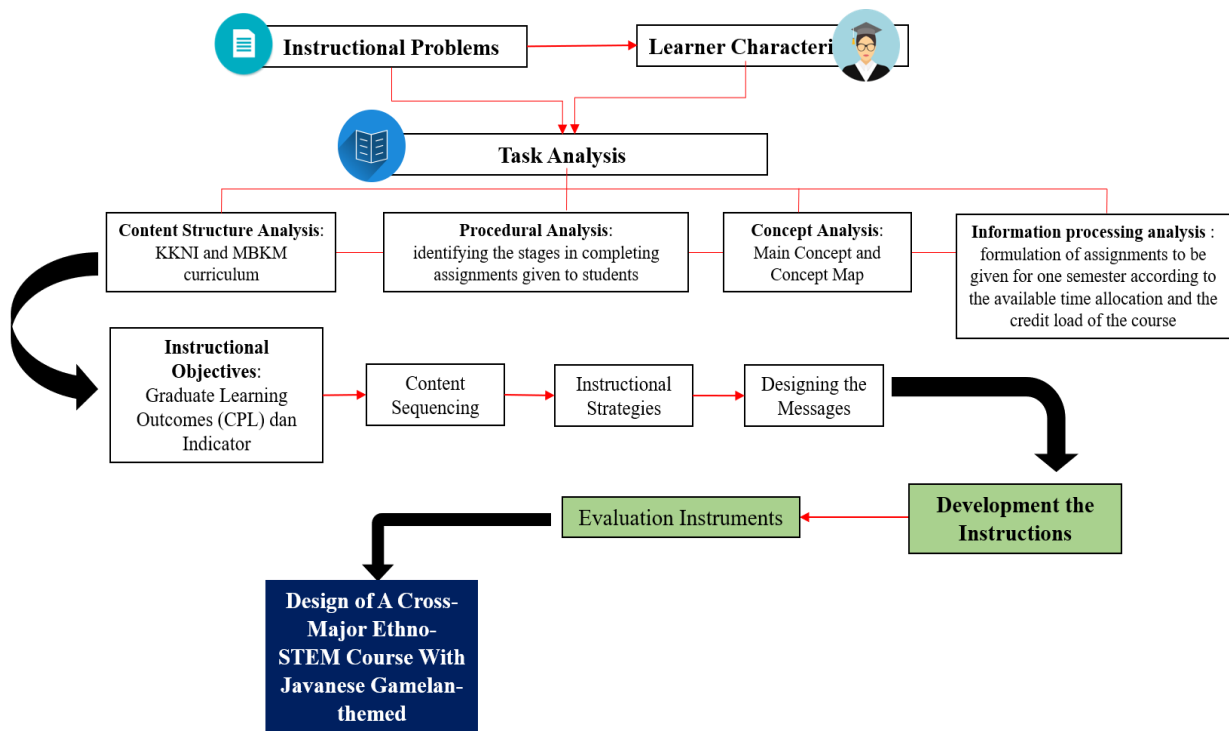 Instructional Problems
Learner Characteri
Task Analysis
Content Structure Analysis:
KKNI and MBKM
curriculum
Procedural Analysis:
identifying the stages in completing
assignments given to students
Concept Analysis:
Main Concept and
Concept Map
Information processing analysis :
formulation of assignments to be
given for one semester according to
the available time allocation and the
credit load of the course
Instructional
Objectives:
Graduate Learning
Outcomes (CPL) dan
Indicator
Content
Sequencing
Instructional
Strategies
Designing the
Messages
Evaluation Instruments
Development the
Instructions
Design of A Cross-
Major Ethno-
STEM Course With
Javanese Gamelan-
themed